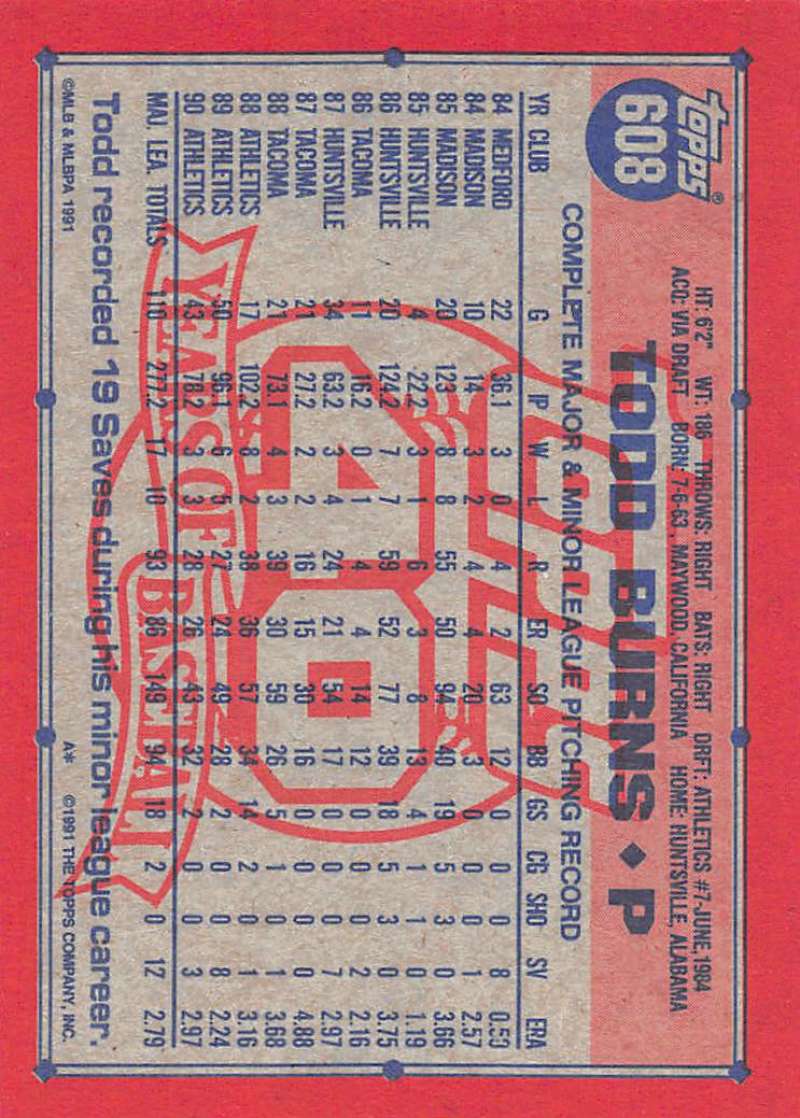 topps®
608
HT: 6'2" WT: 186 THROWS: RIGHT BATS: RIGHT DRFT: ATHLETICS #7-JUNE, 1984
ACQ: VIA DRAFT BORN: 7-6-63, MAYWOOD, CALIFORNIA HOME: HUNTSVILLE, ALABAMA
TODD BURNS ♦ P
COMPLETE MAJOR & MINOR LEAGUE PITCHING RECORD
YR CLUB G IP W L R ER SO BB GS CG SHO SV ERA
84 MEDFORD 22 36.1 3 0 4 2 63 12 0 0 0 8 0.50
84 MADISON 10 14 3 2 4 4 20 3 0 0 0 1 2.57
85 MADISON 20 123 8 8 55 50 94 40 19 5 3 0 3.66
85 HUNTSVILLE 4 22.2 3 1 6 3 8 13 4 1 1 0 1.19
86 HUNTSVILLE 20 124.2 7 7 59 52 77 39 18 5 3 0 3.75
86 TACOMA 11 16.2 0 1 4 4 14 12 0 0 0 2 2.16
87 HUNTSVILLE 34 63.2 3 4 24 21 54 17 0 0 0 7 2.97
87 TACOMA 21 27.2 2 2 16 15 30 16 0 0 0 0 4.88
88 TACOMA 21 73.1 4 3 39 30 59 26 5 1 0 1 3.68
88 ATHLETICS 17 102.2 8 2 38 36 57 34 14 2 0 1 3.16
89 ATHLETICS 50 96.1 6 5 27 24 49 28 2 0 0 8 2.24
90 ATHLETICS 43 78.2 3 3 28 26 43 32 2 0 0 3 2.97
MAJ. LEA. TOTALS 110 277.2 17 10 93 86 149 94 18 2 0 12 2.79
40
YEARS OF BASEBALL
Todd recorded 19 Saves during his minor league career.
©MLB & MLBPA 1991 A* ©1991 THE TOPPS COMPANY, INC.